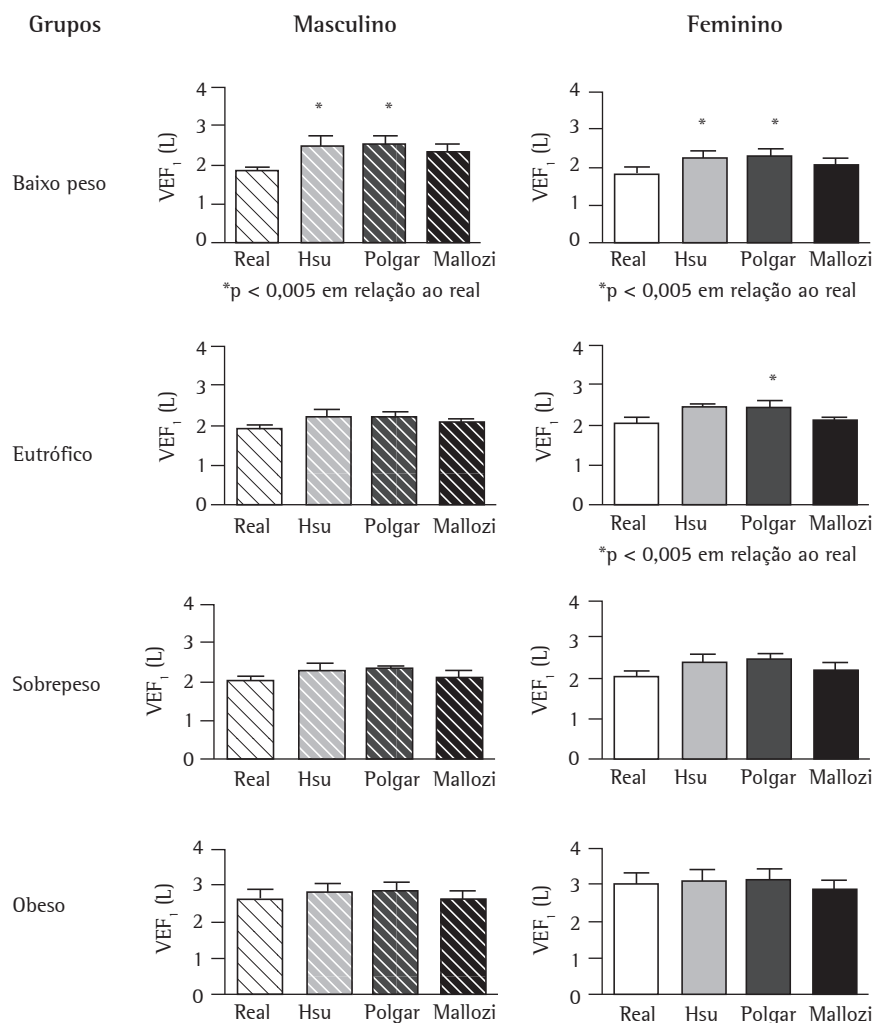 Grupos Masculino Feminino
Baixo peso
VEF₁ (L)
4
3
2
1
0
* *
Real Hsu Polgar Mallozi
*p < 0,005 em relação ao real
VEF₁ (L)
4
3
2
1
0
* *
Real Hsu Polgar Mallozi
*p < 0,005 em relação ao real
Eutrófico
VEF₁ (L)
4
3
2
1
0
Real Hsu Polgar Mallozi
VEF₁ (L)
4
3
2
1
0
*
Real Hsu Polgar Mallozi
*p < 0,005 em relação ao real
Sobrepeso
VEF₁ (L)
4
3
2
1
0
Real Hsu Polgar Mallozi
VEF₁ (L)
4
3
2
1
0
Real Hsu Polgar Mallozi
Obeso
VEF₁ (L)
4
3
2
1
0
Real Hsu Polgar Mallozi
VEF₁ (L)
4
3
2
1
0
Real Hsu Polgar Mallozi